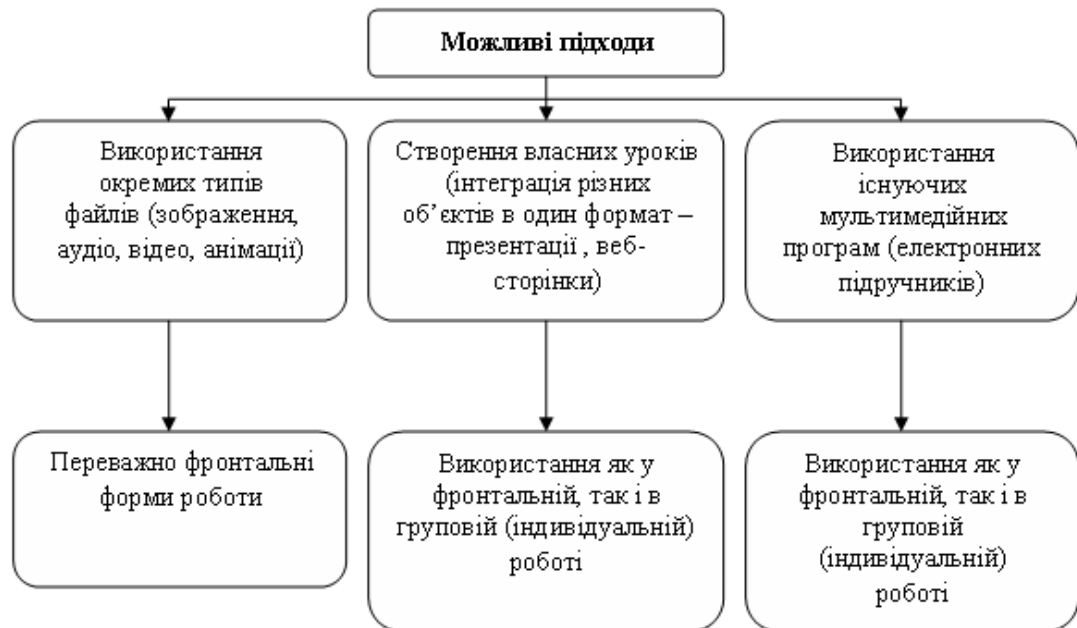 Можливі підходи
Використання
окремих типів
файлів (зображення,
аудіо, відео, анімації)
Створення власних уроків
(інтеграція різних
об’єктів в один формат –
презентації , веб-
сторінки)
Використання
існуючих
мультимедійних
програм (електронних
підручників)
Переважно фронтальні
форми роботи
Використання як у
фронтальній, так і в
груповій (індивідуальній)
роботі
Використання як у
фронтальній, так і в
груповій
(індивідуальній)
роботі